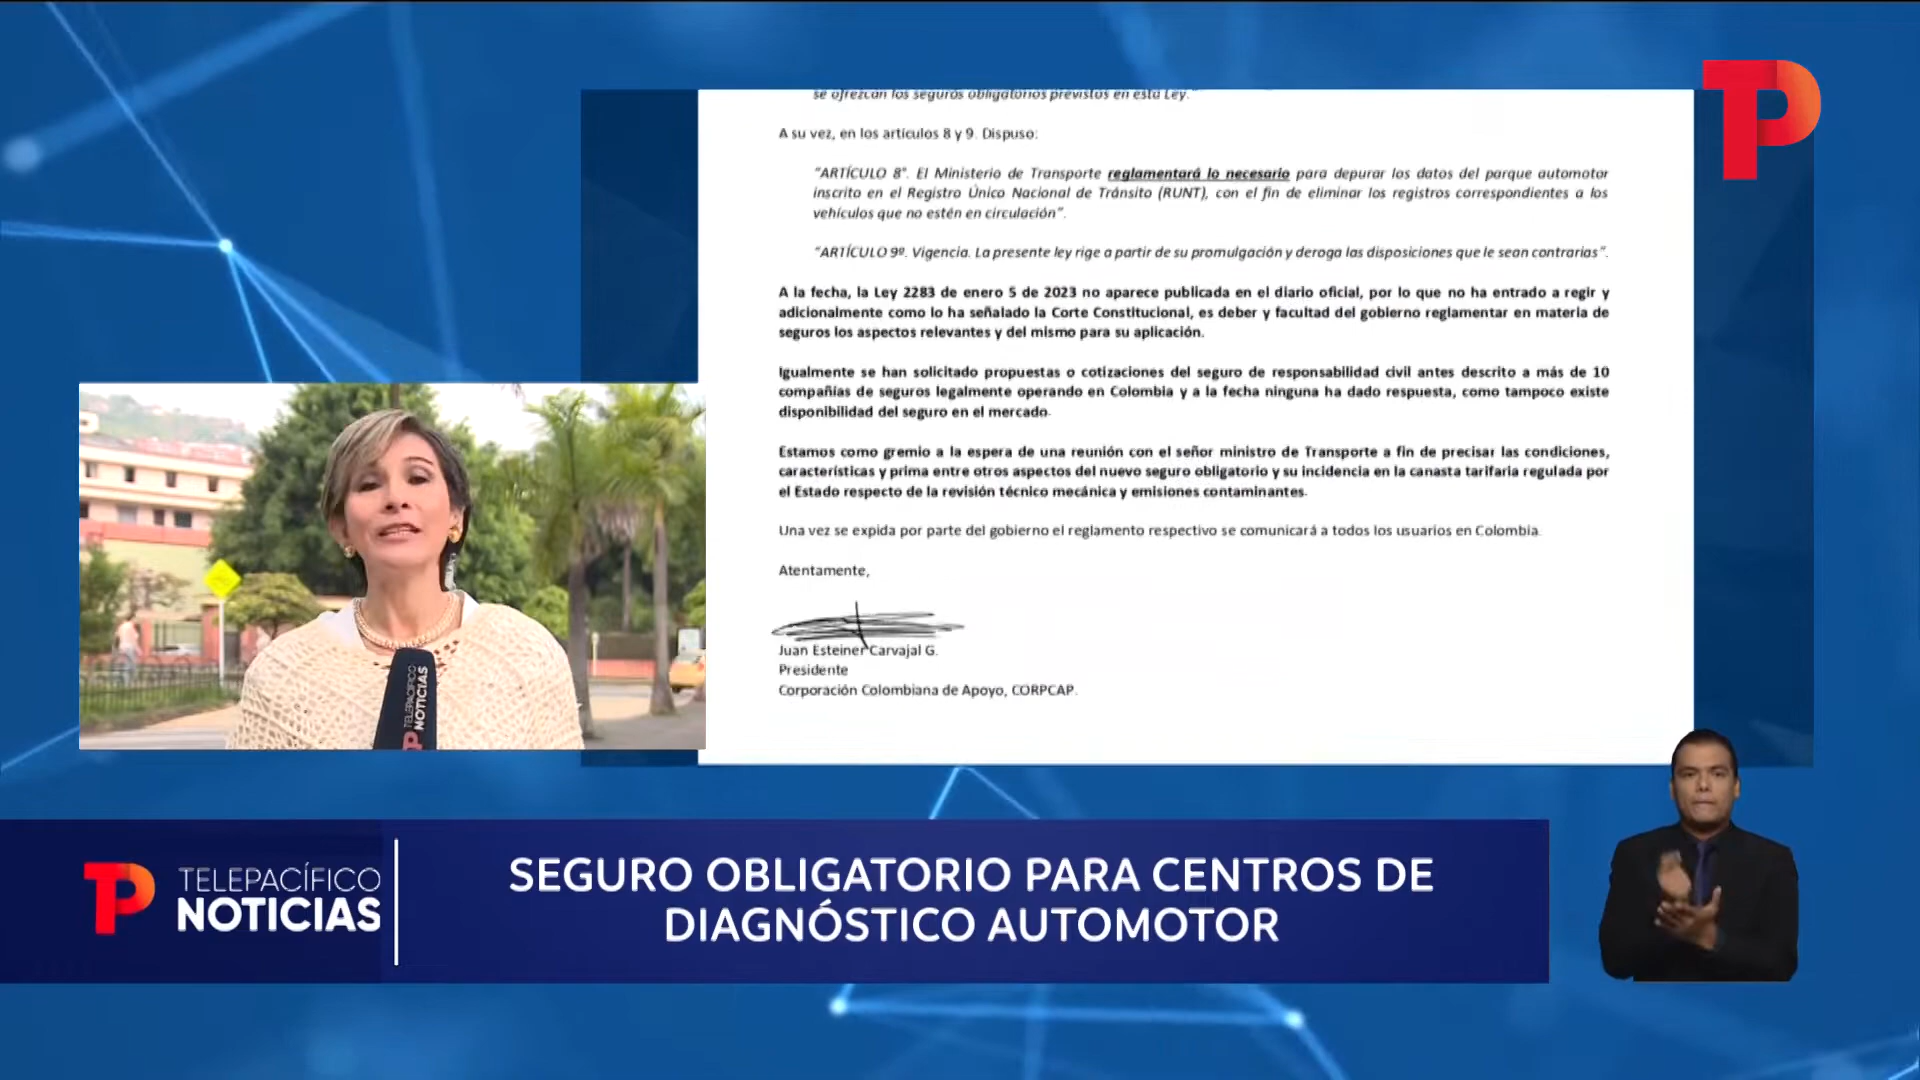 se ofrezcan los seguros obligatorios previstos en esta Ley."
A su vez, en los artículos 8 y 9. Dispuso:
"ARTÍCULO 8°. El Ministerio de Transporte reglamentará lo necesario para depurar los datos del parque automotor
inscrito en el Registro Único Nacional de Tránsito (RUNT), con el fin de eliminar los registros correspondientes a los
vehículos que no estén en circulación".
"ARTÍCULO 9º. Vigencia. La presente ley rige a partir de su promulgación y deroga las disposiciones que le sean contrarias".
A la fecha, la Ley 2283 de enero 5 de 2023 no aparece publicada en el diario oficial, por lo que no ha entrado a regir y
adicionalmente como lo ha señalado la Corte Constitucional, es deber y facultad del gobierno reglamentar en materia de
seguros los aspectos relevantes y del mismo para su aplicación.
Igualmente se han solicitado propuestas o cotizaciones del seguro de responsabilidad civil antes descrito a más de 10
compañías de seguros legalmente operando en Colombia y a la fecha ninguna ha dado respuesta, como tampoco existe
disponibilidad del seguro en el mercado.
Estamos como gremio a la espera de una reunión con el señor ministro de Transporte a fin de precisar las condiciones,
características y prima entre otros aspectos del nuevo seguro obligatorio y su incidencia en la canasta tarifaria regulada por
el Estado respecto de la revisión técnico mecánica y emisiones contaminantes.
Una vez se expida por parte del gobierno el reglamento respectivo se comunicará a todos los usuarios en Colombia.
Atentamente,
Juan Esteiner Carvajal G.
Presidente
Corporación Colombiana de Apoyo, CORPCAP.
TP
TELEPACÍFICO
NOTICIAS
TP
TELEPACÍFICO
NOTICIAS
SEGURO OBLIGATORIO PARA CENTROS DE
DIAGNÓSTICO AUTOMOTOR